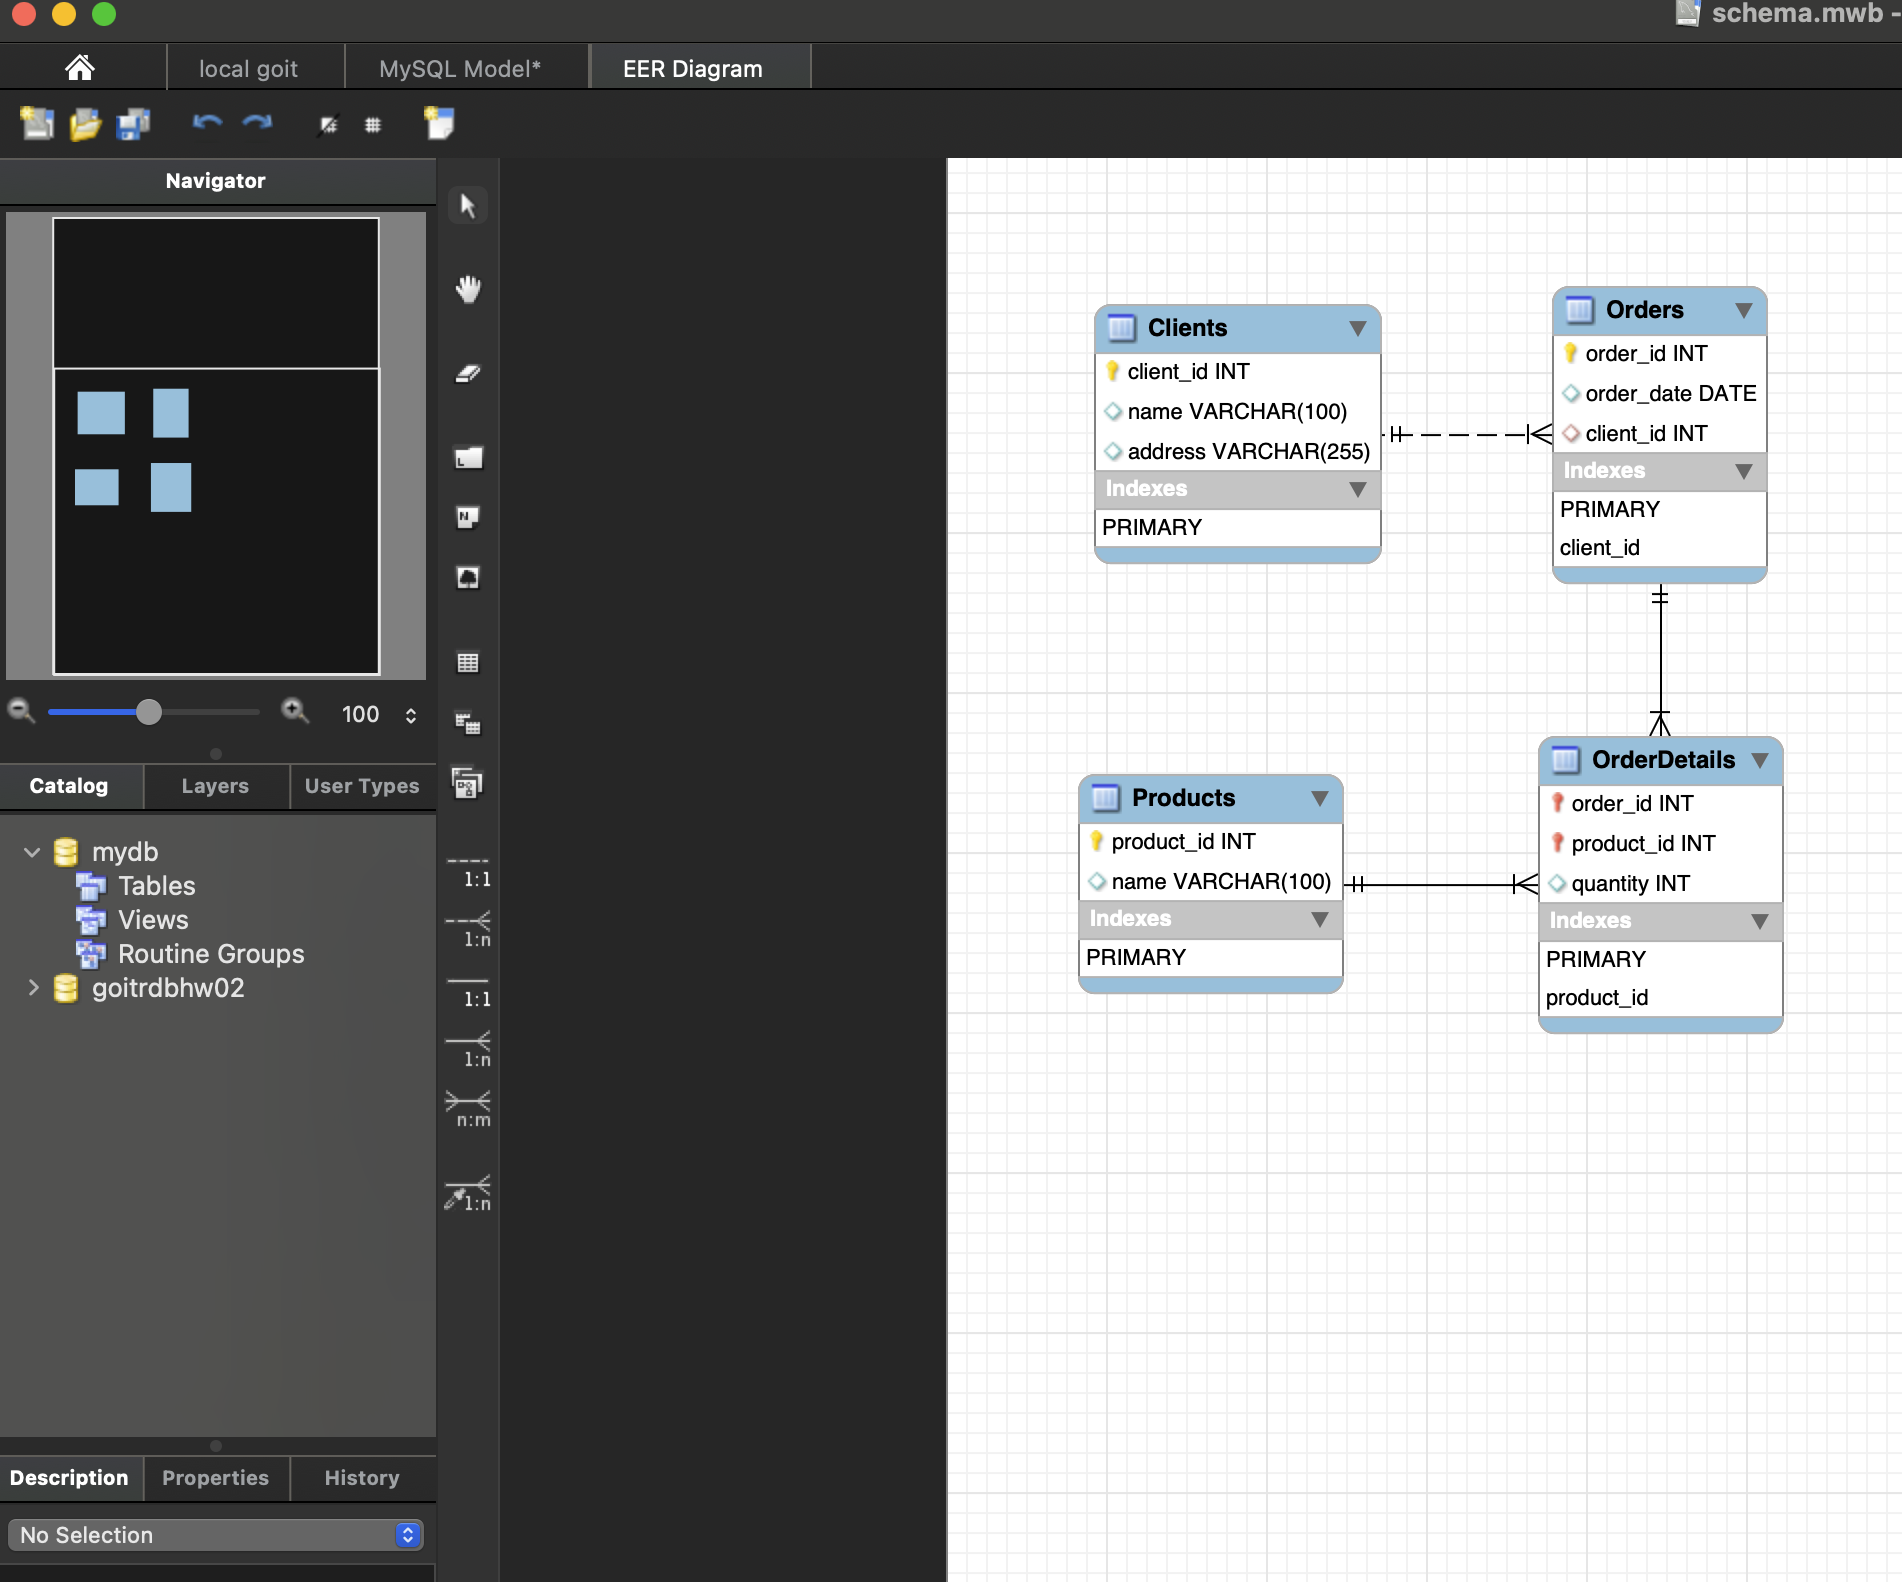 schema.mwb -
local goit
MySQL Model*
EER Diagram
Navigator
100
Catalog
Layers
User Types
mydb
Tables
Views
Routine Groups
goitrdbhw02
Description
Properties
History
No Selection
L
N
1:1
1:n
1:1
1:n
n:m
1:n
Clients
client_id INT
name VARCHAR(100)
address VARCHAR(255)
Indexes
PRIMARY
Orders
order_id INT
order_date DATE
client_id INT
Indexes
PRIMARY
client_id
Products
product_id INT
name VARCHAR(100)
Indexes
PRIMARY
OrderDetails
order_id INT
product_id INT
quantity INT
Indexes
PRIMARY
product_id